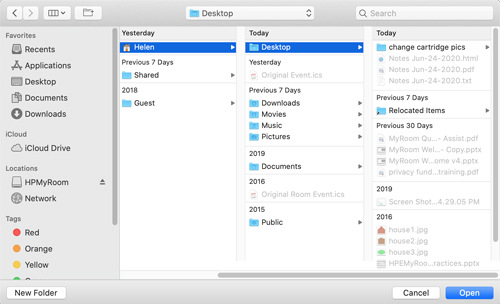 Desktop
Search
Favorites
Recents
Applications
Desktop
Documents
Downloads
iCloud
iCloud Drive
Locations
HPMyRoom
Network
Tags
Red
Orange
Yellow
Yesterday
Helen
Previous 7 Days
Shared
2018
Guest
Today
Desktop
Yesterday
Original Event.ics
Previous 7 Days
Downloads
Movies
Music
Pictures
2019
Documents
2016
Original Room Event.ics
2015
Public
Today
change cartridge pics
Notes Jun-24-2020.html
Notes Jun-24-2020.pdf
Notes Jun-24-2020.txt
Previous 7 Days
Relocated Items
Previous 30 Days
MyRoom Qu... - Assist.pdf
MyRoom Wel... - Copy.pptx
MyRoom W...ome v4.pptx
privacy fund...training.pdf
2019
Screen Shot...4.29.05 PM
2016
house1.jpg
house2.jpg
house3.jpg
HPEMyRoo...ractices.pptx
New Folder
Cancel
Open